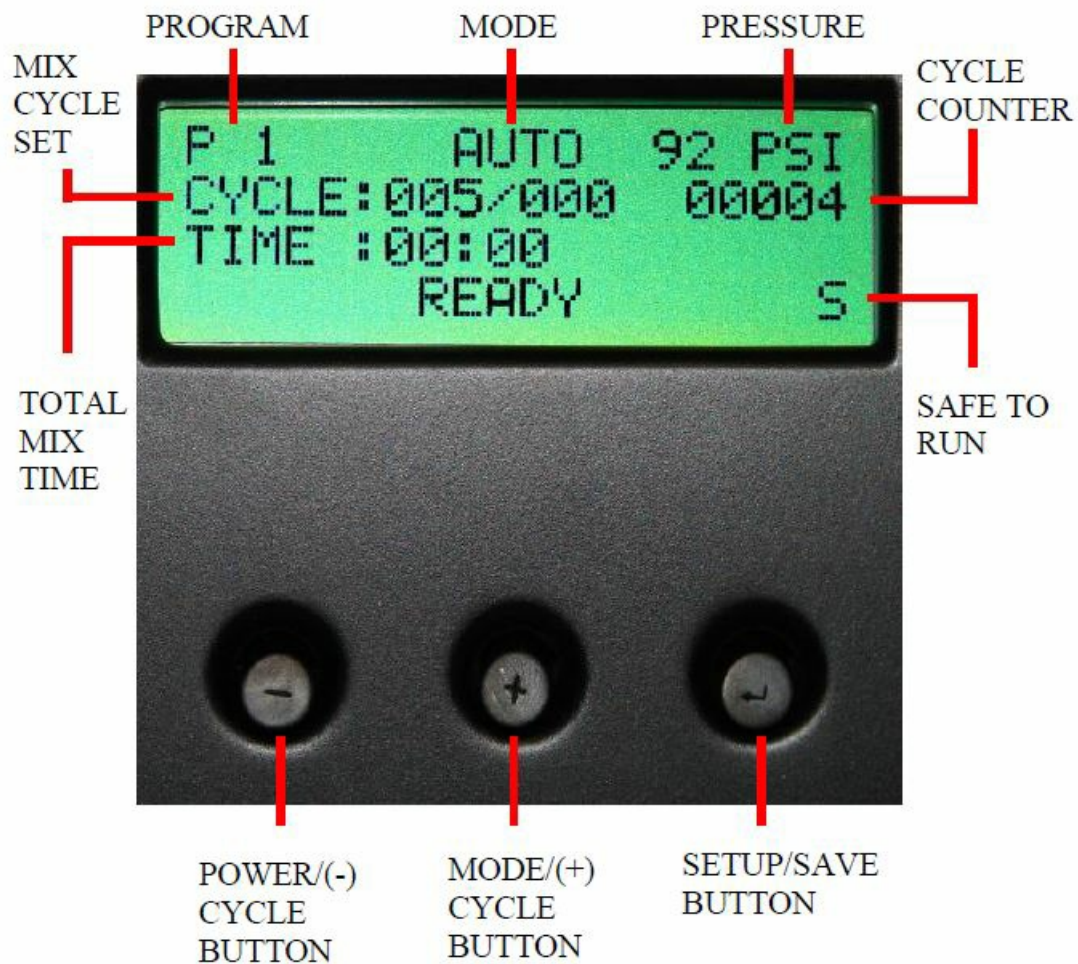 PROGRAM
MODE
PRESSURE
MIX
CYCLE
SET
CYCLE
COUNTER
P 1 AUTO 92 PSI
CYCLE:005/000 00004
TIME :00:00
READY S
TOTAL
MIX
TIME
SAFE TO
RUN
-
+
↵
POWER/(-)
CYCLE
BUTTON
MODE/(+)
CYCLE
BUTTON
SETUP/SAVE
BUTTON